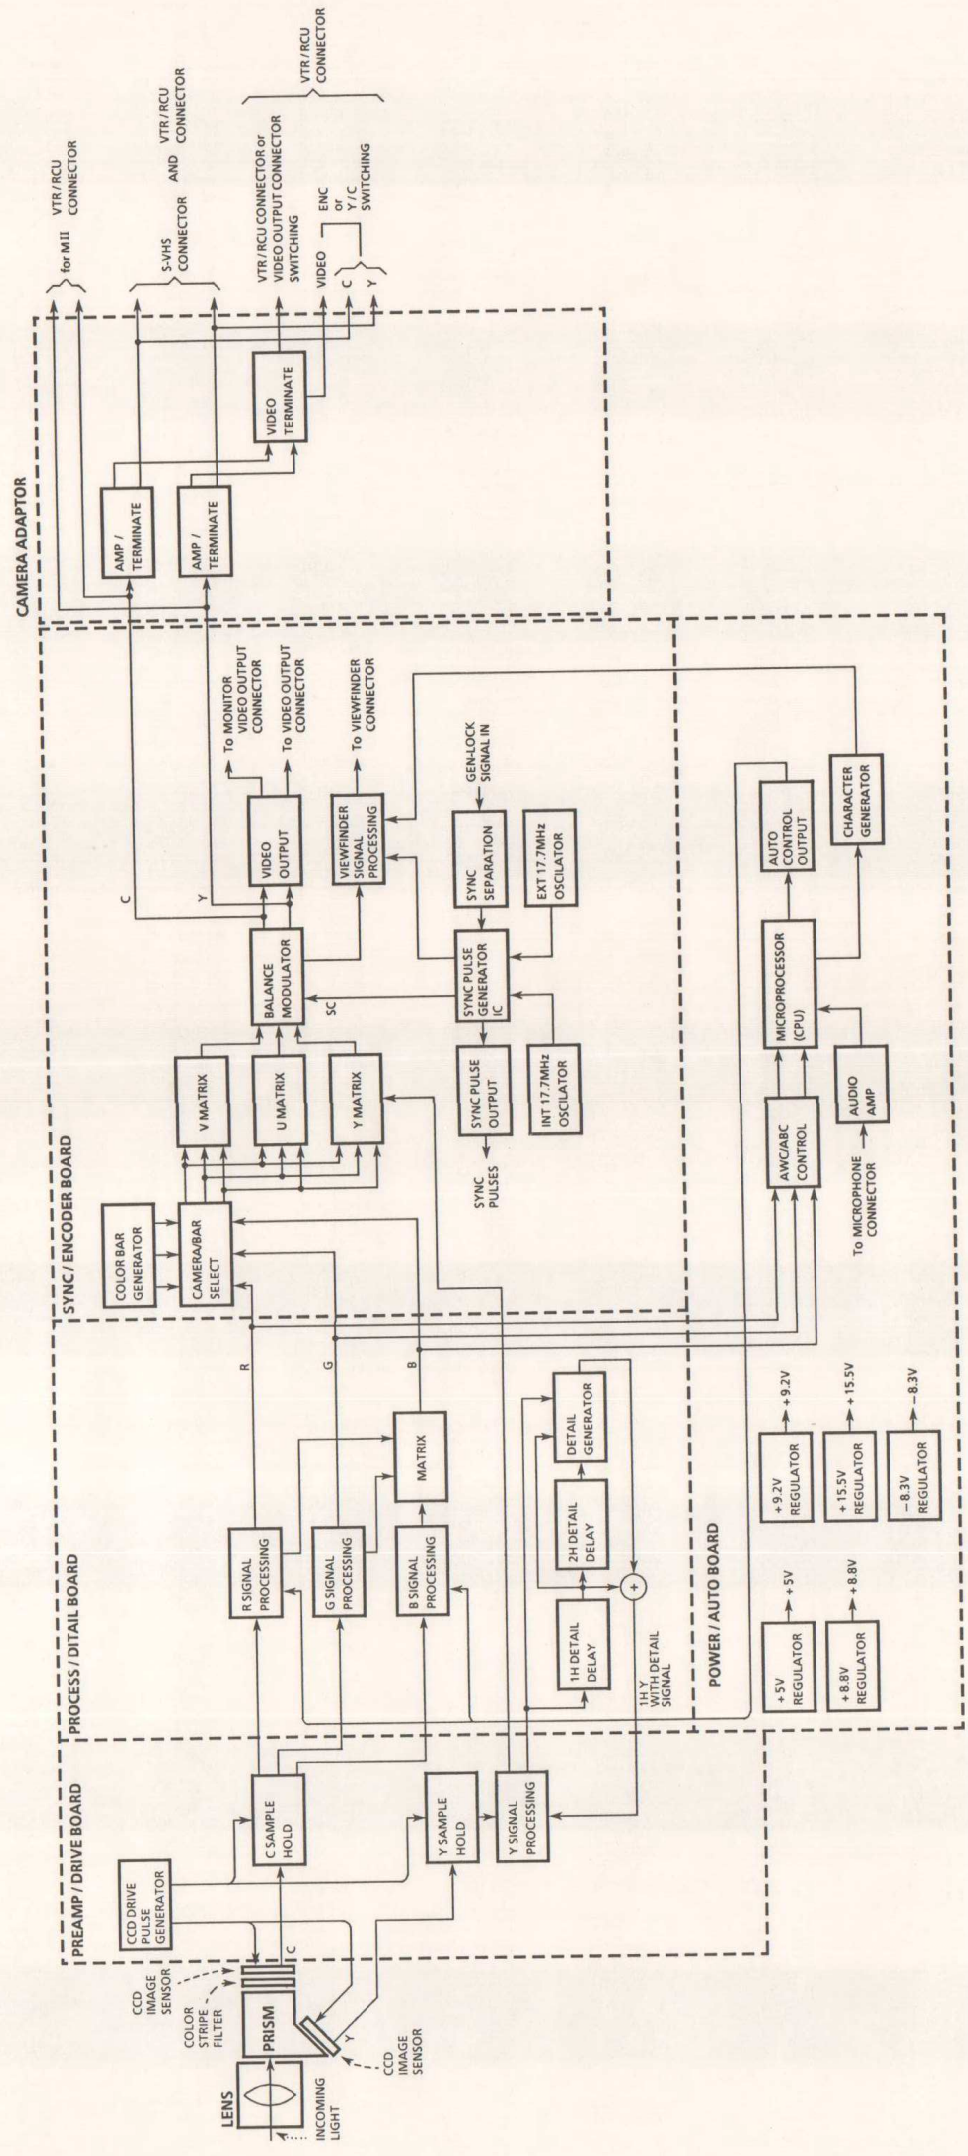 CAMERA ADAPTOR
for M II
VTR / RCU
CONNECTOR
S-VHS
CONNECTOR
AND
VTR / RCU
CONNECTOR
VTR / RCU CONNECTOR or
VIDEO OUTPUT CONNECTOR
SWITCHING
VIDEO
C
Y
ENC
or
Y / C
SWITCHING
VTR / RCU
CONNECTOR
AMP /
TERMINATE
AMP /
TERMINATE
VIDEO
TERMINATE
SYNC / ENCODER BOARD
COLOR BAR
GENERATOR
CAMERA/BAR
SELECT
V MATRIX
U MATRIX
Y MATRIX
BALANCE
MODULATOR
C
Y
SC
VIDEO
OUTPUT
To MONITOR
VIDEO OUTPUT
CONNECTOR
To VIDEO OUTPUT
CONNECTOR
VIEWFINDER
SIGNAL
PROCESSING
To VIEWFINDER
CONNECTOR
SYNC
PULSES
SYNC PULSE
OUTPUT
SYNC PULSE
GENERATOR
IC
SYNC
SEPARATION
GEN-LOCK
SIGNAL IN
INT 17.7MHz
OSCILATOR
EXT 17.7MHz
OSCILATOR
PROCESS / DITAIL BOARD
R SIGNAL
PROCESSING
G SIGNAL
PROCESSING
B SIGNAL
PROCESSING
MATRIX
R
G
B
1H DETAIL
DELAY
2H DETAIL
DELAY
DETAIL
GENERATOR
+
1H Y
WITH DETAIL
SIGNAL
PREAMP / DRIVE BOARD
CCD DRIVE
PULSE
GENERATOR
C SAMPLE
HOLD
Y SAMPLE
HOLD
Y SIGNAL
PROCESSING
CCD
IMAGE
SENSOR
COLOR
STRIPE
FILTER
LENS
PRISM
C
Y
INCOMING
LIGHT
CCD
IMAGE
SENSOR
POWER / AUTO BOARD
+5V
REGULATOR
+5V
+8.8V
REGULATOR
+8.8V
+9.2V
REGULATOR
+9.2V
+15.5V
REGULATOR
+15.5V
−8.3V
REGULATOR
−8.3V
AWC/ABC
CONTROL
MICROPROCESSOR
(CPU)
AUTO
CONTROL
OUTPUT
To MICROPHONE
CONNECTOR
AUDIO
AMP
CHARACTER
GENERATOR